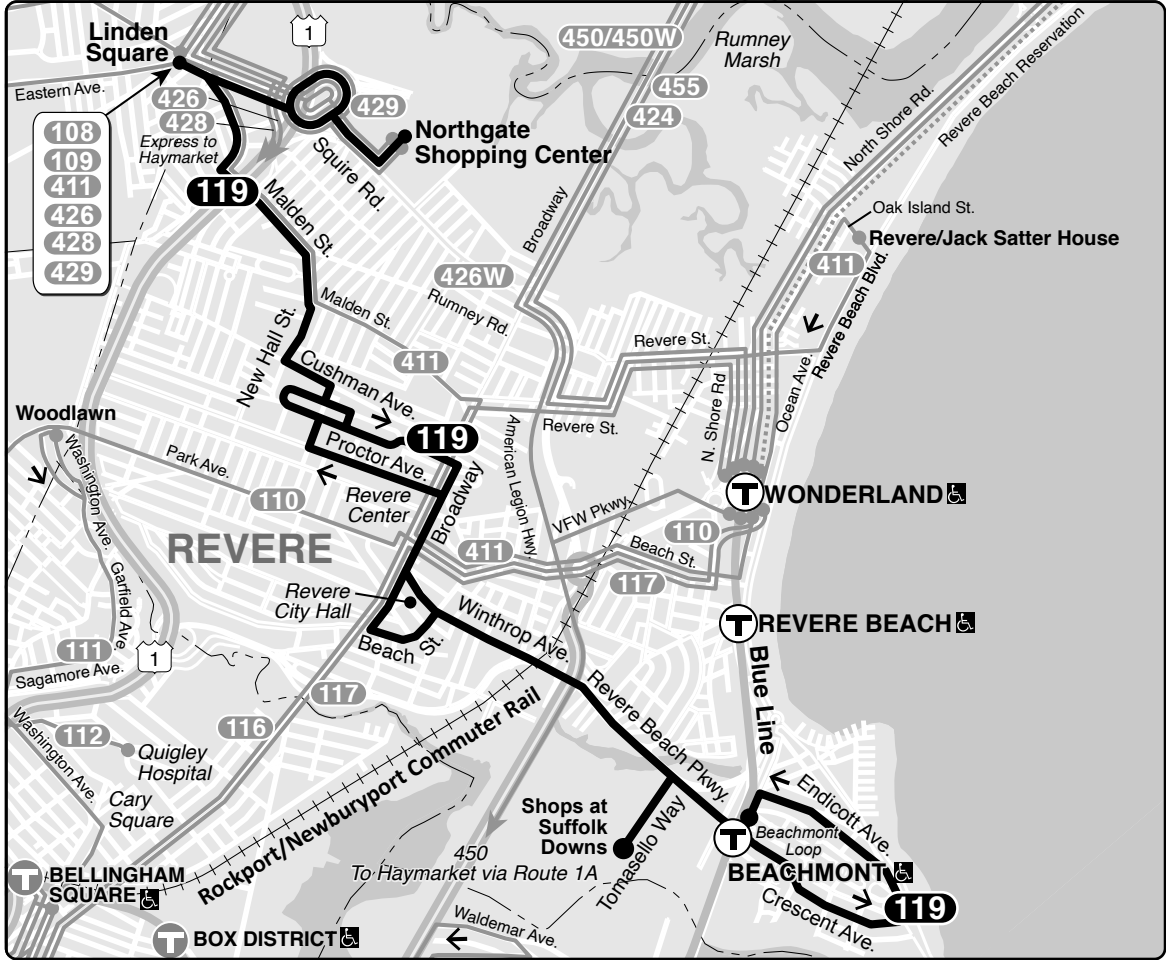 Linden
Square
1
450/450W
Rumney
Marsh
Eastern Ave.
426
429
455
428
424
108
109
411
426
428
429
Express to
Haymarket
Northgate
Shopping Center
Squire Rd.
North Shore Rd.
Revere Beach Reservation
119
Malden St.
Broadway
Oak Island St.
Revere/Jack Satter House
411
426W
Rumney Rd.
Malden St.
New Hall St.
Revere St.
Revere Beach Blvd.
411
Cushman Ave.
N. Shore Rd
Ocean Ave.
Woodlawn
119
American Legion Hwy.
Revere St.
Proctor Ave.
Washington Ave.
Park Ave.
110
Revere
Center
Broadway
T
WONDERLAND
VFW Pkwy.
110
REVERE
411
Beach St.
117
Garfield Ave.
Revere
City Hall
Winthrop Ave.
T
REVERE BEACH
Beach St.
111
1
Sagamore Ave.
117
Blue Line
Revere Beach Pkwy.
116
Washington Ave.
112
Quigley
Hospital
Rockport/Newburyport Commuter Rail
Cary
Square
Endicott Ave.
Shops at
Suffolk
Downs
Tomasello Way
T
Beachmont
Loop
450
To Haymarket via Route 1A
BEACHMONT
T
BELLINGHAM
SQUARE
119
Crescent Ave.
T
BOX DISTRICT
Waldemar Ave.